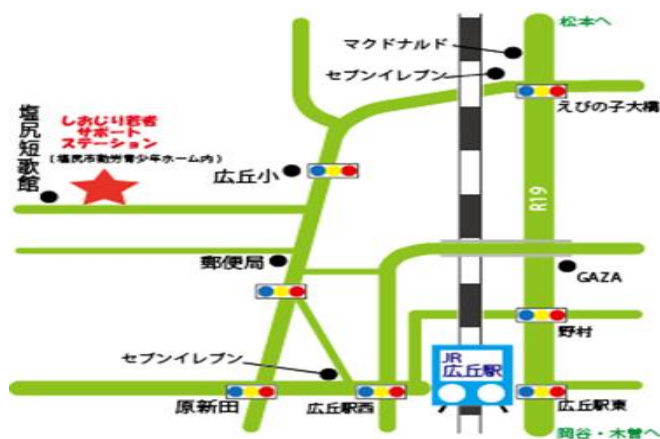 松本へ
マクドナルド
セブンイレブン
えびの子大橋
塩尻短歌館
しおじり若者
サポート
ステーション
(塩尻市勤労青少年ホーム内)
広丘小
R19
郵便局
GAZA
野村
セブンイレブン
JR
広丘駅
原新田
広丘駅西
広丘駅東
岡谷・木曽へ